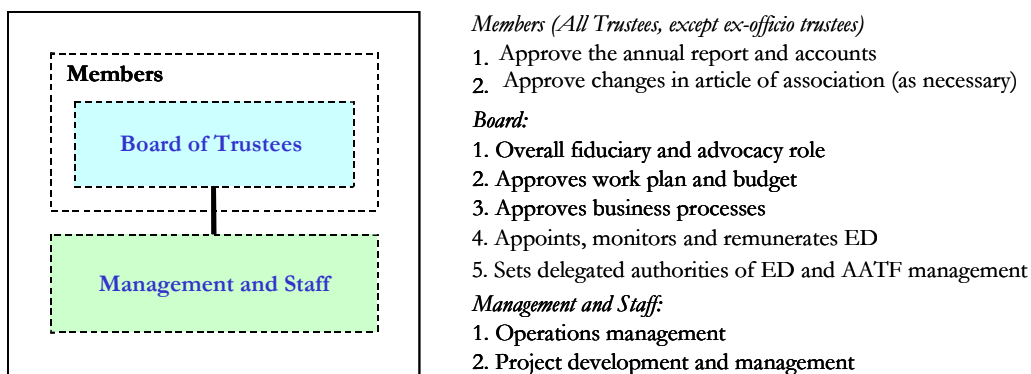 Members
Board of Trustees
Management and Staff
Members (All Trustees, except ex-officio trustees)
1. Approve the annual report and accounts
2. Approve changes in article of association (as necessary)
Board:
1. Overall fiduciary and advocacy role
2. Approves work plan and budget
3. Approves business processes
4. Appoints, monitors and remunerates ED
5. Sets delegated authorities of ED and AATF management
Management and Staff:
1. Operations management
2. Project development and management